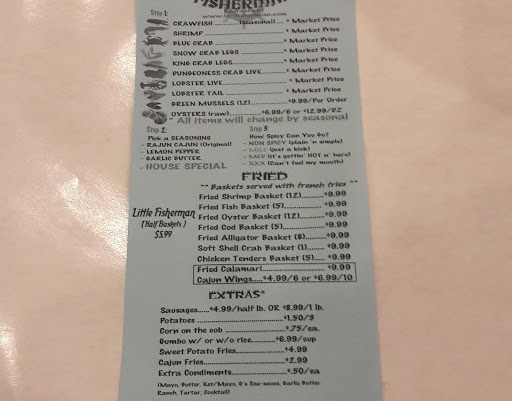 FISHERMAN
www.lilfisherman.com
Step 1:
CRAWFISH (seasonal) * Market Price
SHRIMP * Market Price
BLUE CRAB * Market Price
SNOW CRAB LEGS * Market Price
KING CRAB LEGS * Market Price
DUNGEONESS CRAB LIVE * Market Price
LOBSTER LIVE * Market Price
LOBSTER TAIL * Market Price
GREEN MUSSELS (12) $9.99/Per Order
OYSTERS (raw) $6.99/6 or $12.99/DZ
* All items will change by seasonal
Step 2: Step 3:
Pick a SEASONING How Spicy Can You Get
- RAJUN CAJUN (Original) - NON SPICY (plain 'n simple)
- LEMON PEPPER - MILD (just a kick)
- GARLIC BUTTER - MED (It's gettin' HOT n' here)
- HOUSE SPECIAL - XXX (Can't feel my mouth)
FRIED
** Baskets served with french fries **
Fried Shrimp Basket (12) $9.99
Fried Fish Basket (5) $9.99
Little Fisherman Fried Oyster Basket (12) $9.99
(Half Baskets) Fried Cod Basket (5) $9.99
$5.99 Fried Alligator Basket (8) $9.99
Soft Shell Crab Basket (1) $9.99
Chicken Tenders Basket (5) $9.99
Fried Calamari $9.99
Cajun Wings $4.99/6 or $6.99/10
EXTRAS*
Sausages $4.99/half lb. OR $8.99/1 lb.
Potatoes $1.50/3
Corn on the cob $.75/ea.
Gumbo w/ or w/o rice $6.99/cup
Sweet Potato Fries $4.99
Cajun Fries $2.99
Extra Condiments $.50/ea
(Mayo, Butter, Ket/Mayo, Garlic Butter
Ranch, Tartar, Cocktail)